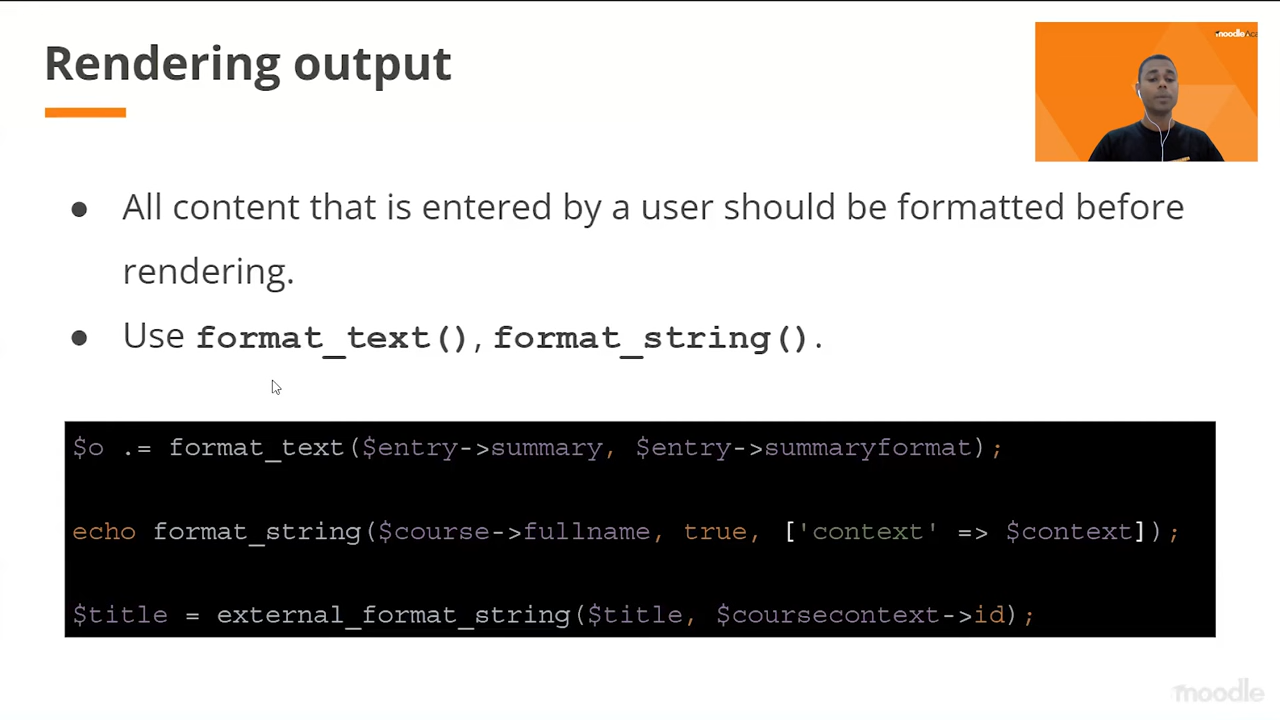 Rendering output
moodle
● All content that is entered by a user should be formatted before
rendering.
● Use format_text(), format_string().
$o .= format_text($entry->summary, $entry->summaryformat);
echo format_string($course->fullname, true, ['context' => $context]);
$title = external_format_string($title, $coursecontext->id);
moodle